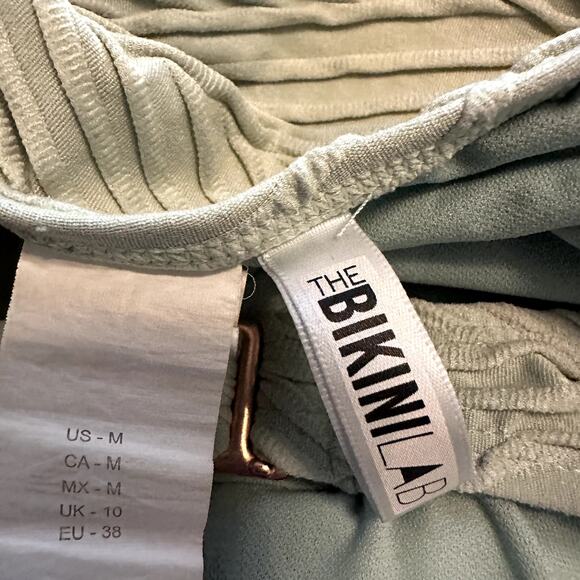 US - M
CA - M
MX - M
UK - 10
EU - 38
THE
BIKINILAB